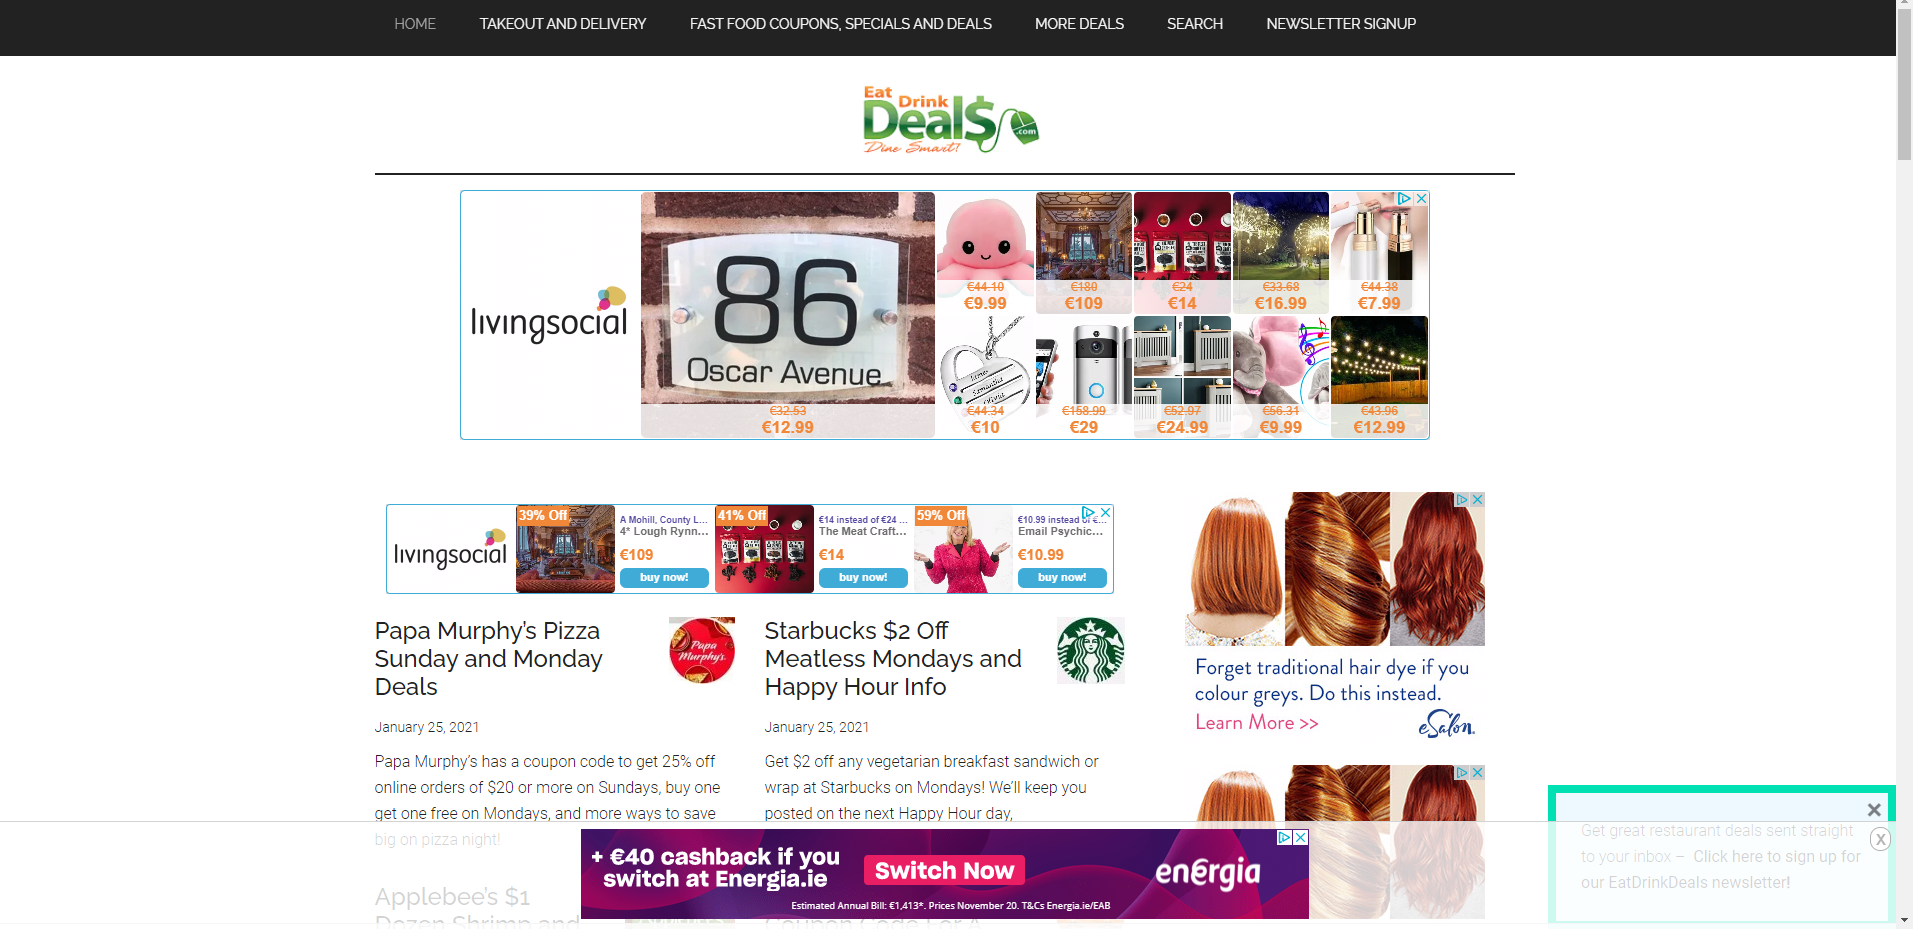 HOME TAKEOUT AND DELIVERY FAST FOOD COUPONS, SPECIALS AND DEALS MORE DEALS SEARCH NEWSLETTER SIGNUP
Eat Drink
Deal$
.com
Dine Smart!
livingsocial
86
Oscar Avenue
€32.53
€12.99
€44.10
€9.99
€180
€109
€24
€14
€33.68
€16.99
€44.38
€7.99
€44.34
€10
€158.99
€29
€52.97
€24.99
€56.31
€9.99
€43.96
€12.99
livingsocial
39% Off
A Mohill, County L...
4* Lough Rynn...
€109
buy now!
41% Off
€14 instead of €24 ...
The Meat Craft...
€14
buy now!
59% Off
€10.99 instead of €...
Email Psychic...
€10.99
buy now!
Papa Murphy’s Pizza
Sunday and Monday
Deals
Papa
Murphy's
January 25, 2021
Papa Murphy’s has a coupon code to get 25% off
online orders of $20 or more on Sundays, buy one
get one free on Mondays, and more ways to save
big on pizza night!
Starbucks $2 Off
Meatless Mondays and
Happy Hour Info
January 25, 2021
Get $2 off any vegetarian breakfast sandwich or
wrap at Starbucks on Mondays! We’ll keep you
posted on the next Happy Hour day,
Forget traditional hair dye if you
colour greys. Do this instead.
Learn More >>
eSalon.
Applebee’s $1
Dozen Shrimp and
Coupon Code For A
+ €40 cashback if you
switch at Energia.ie
Switch Now
energia
Estimated Annual Bill: €1,413*. Prices November 20. T&Cs Energia.ie/EAB
Get great restaurant deals sent straight
to your inbox – Click here to sign up for
our EatDrinkDeals newsletter!
X